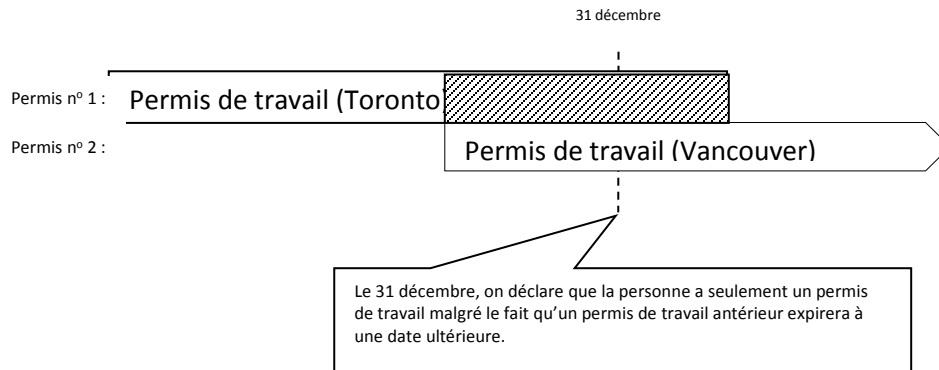 31 décembre
Permis nº 1 :
Permis de travail (Toronto
Permis nº 2 :
Permis de travail (Vancouver)
Le 31 décembre, on déclare que la personne a seulement un permis
de travail malgré le fait qu’un permis de travail antérieur expirera à
une date ultérieure.